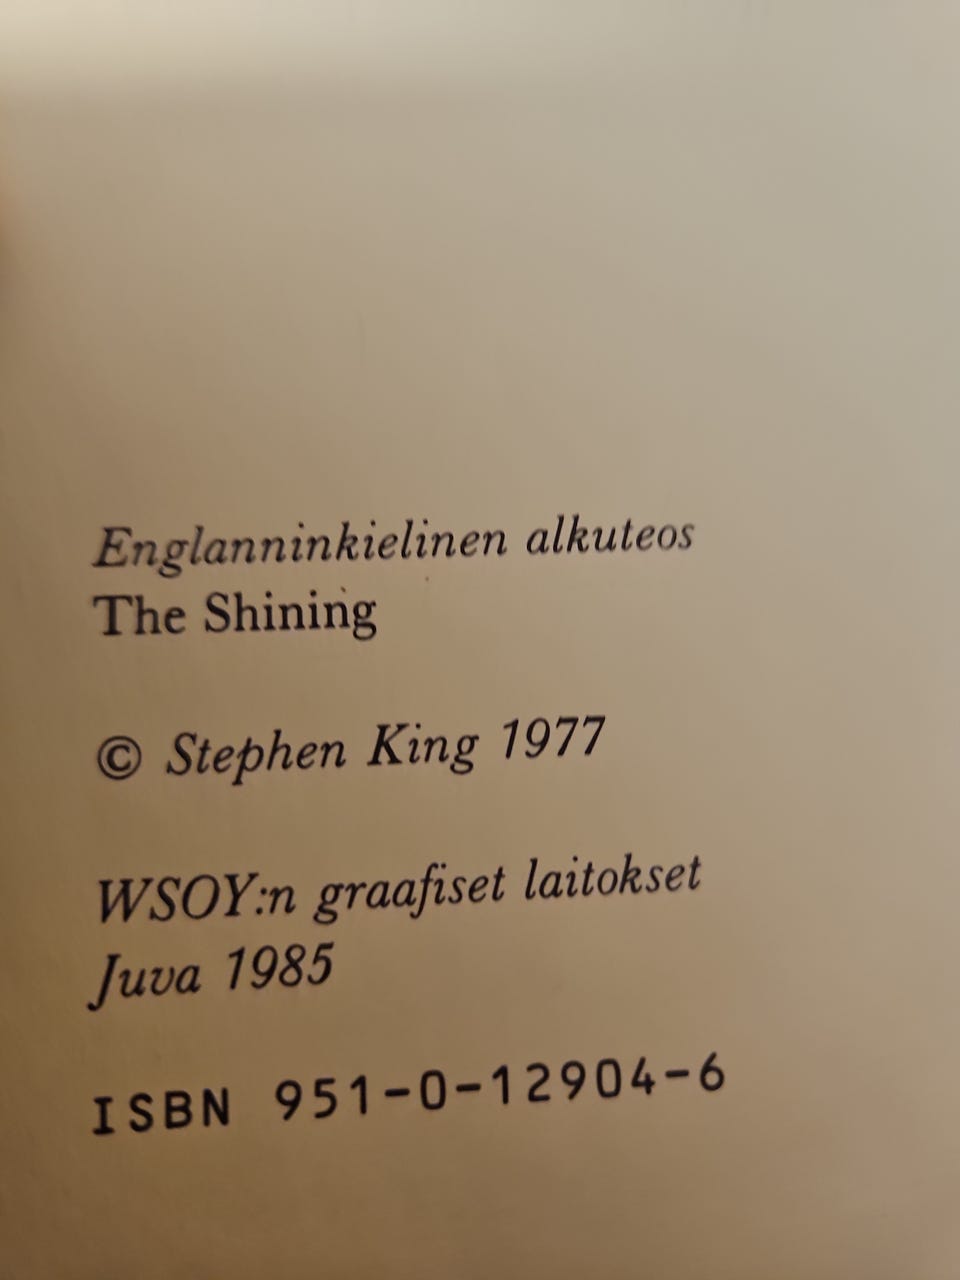 Englanninkielinen alkuteos
The Shining
© Stephen King 1977
WSOY:n graafiset laitokset
Juva 1985
ISBN 951-0-12904-6